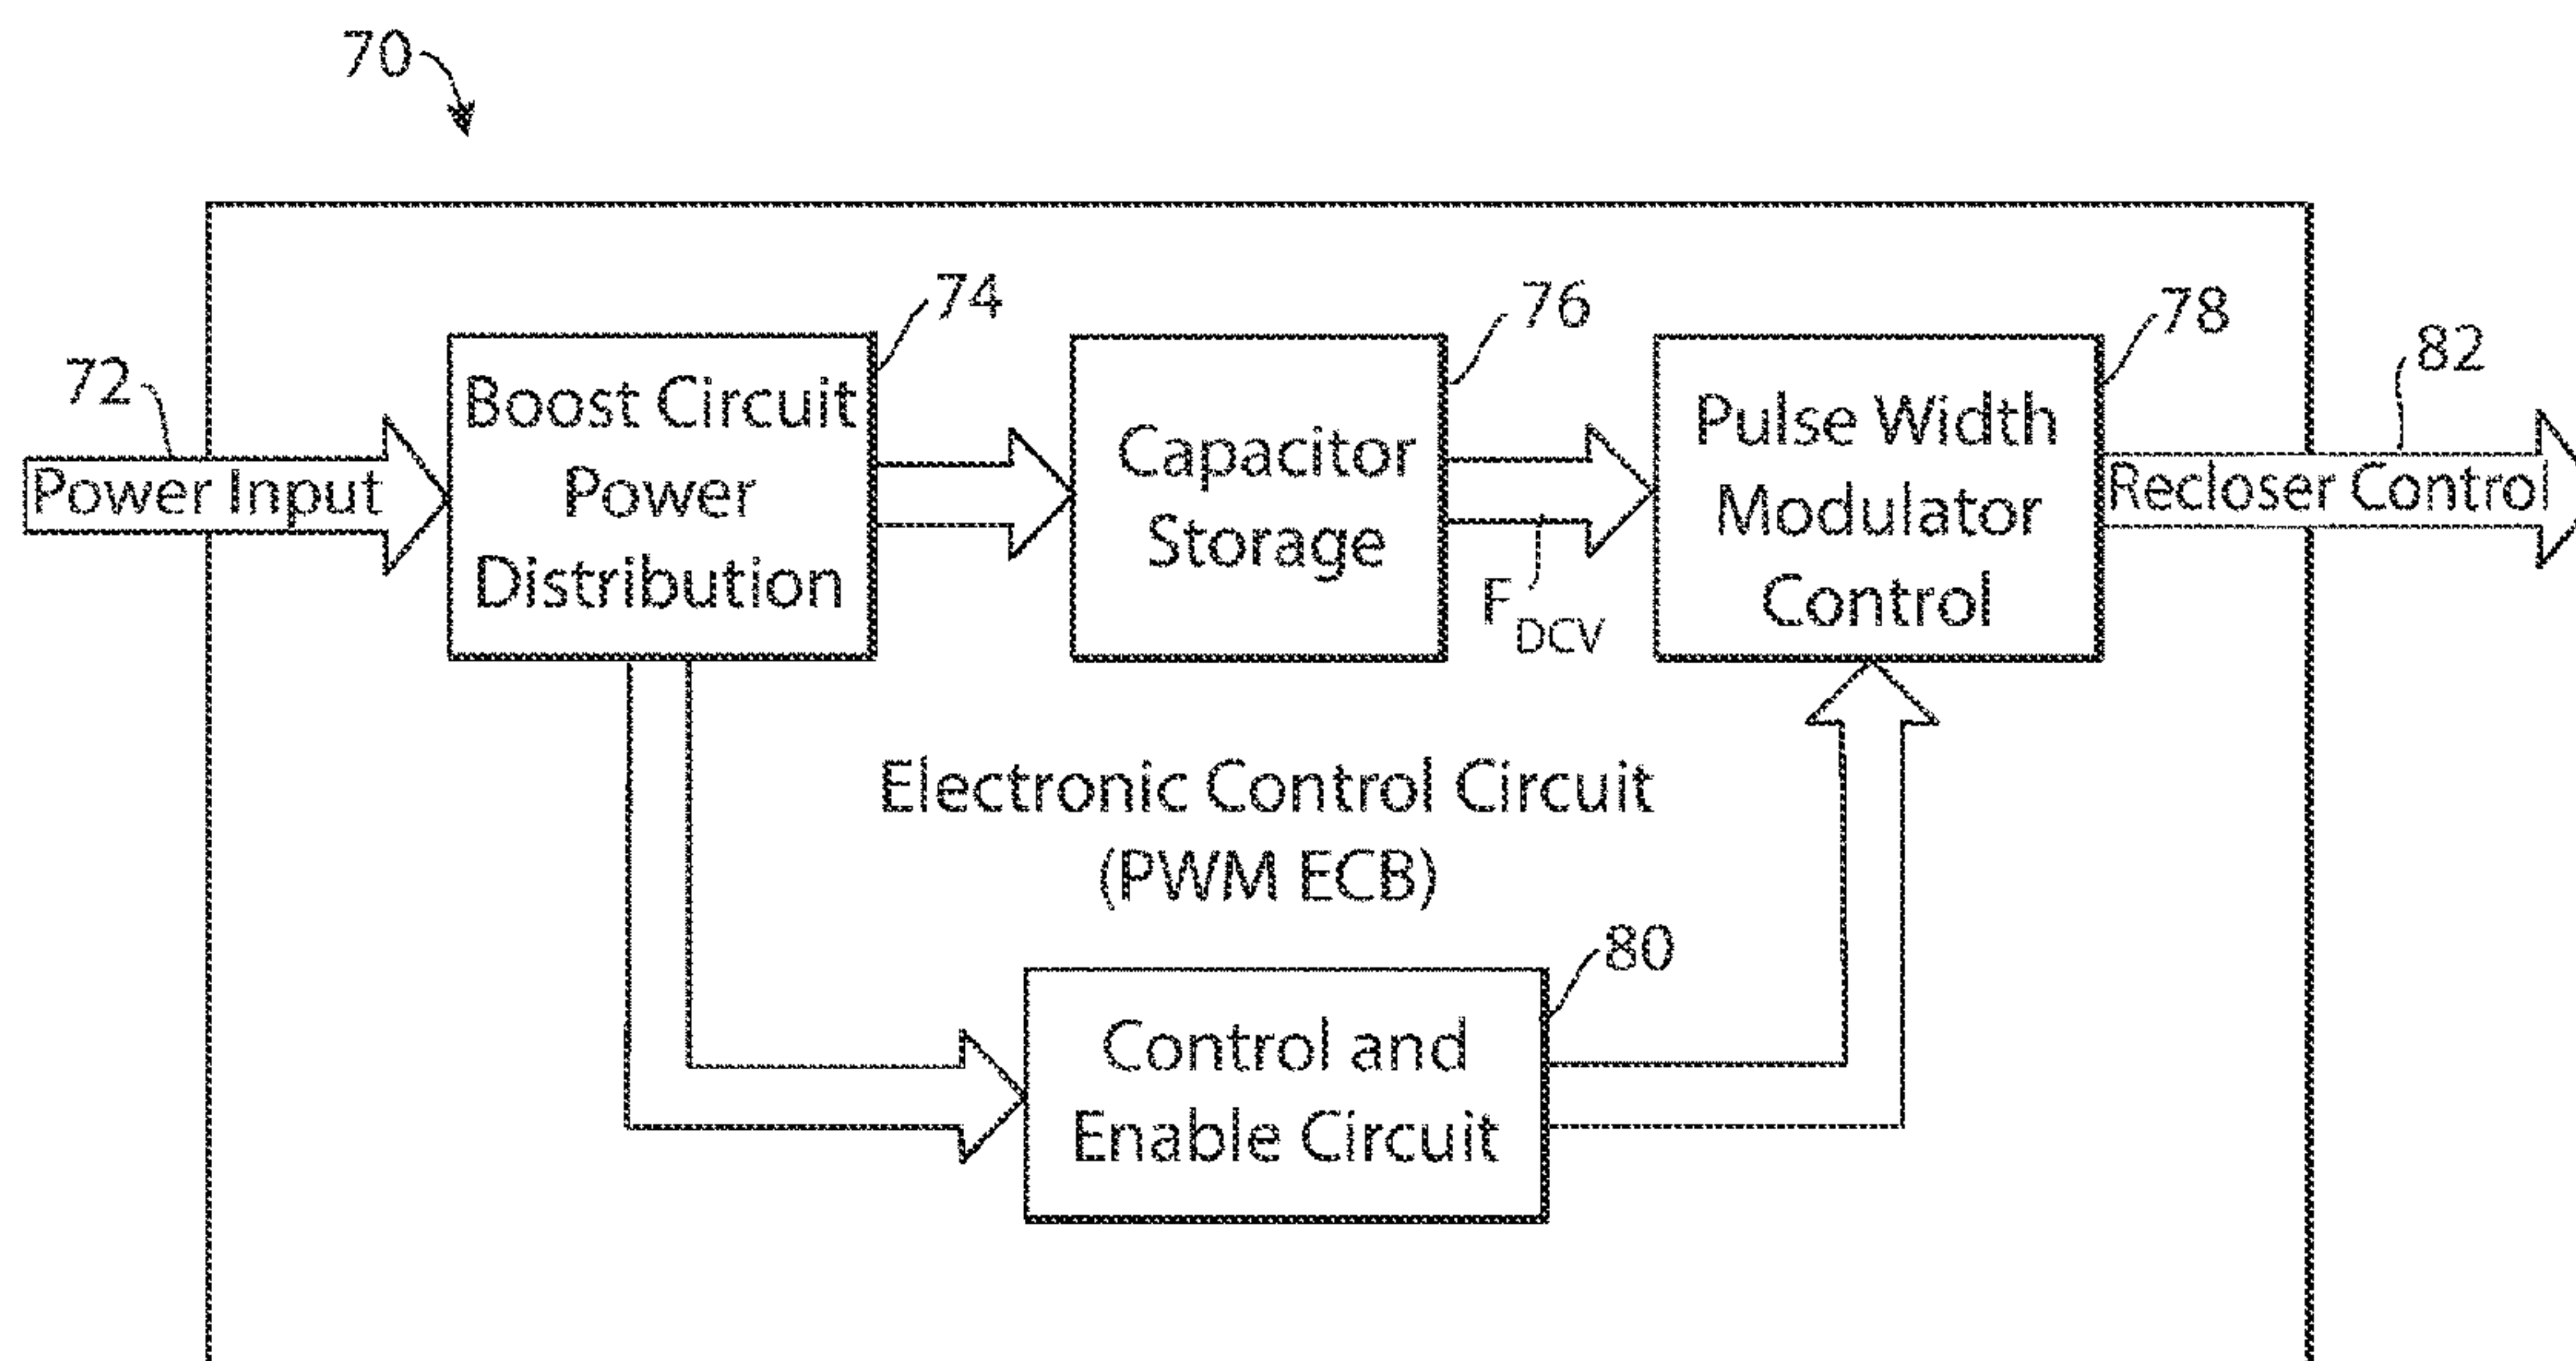 70
72
Power Input
74
Boost Circuit
Power
Distribution
76
Capacitor
Storage
F DCV
78
Pulse Width
Modulator
Control
82
Recloser Control
Electronic Control Circuit
(PWM ECB)
80
Control and
Enable Circuit